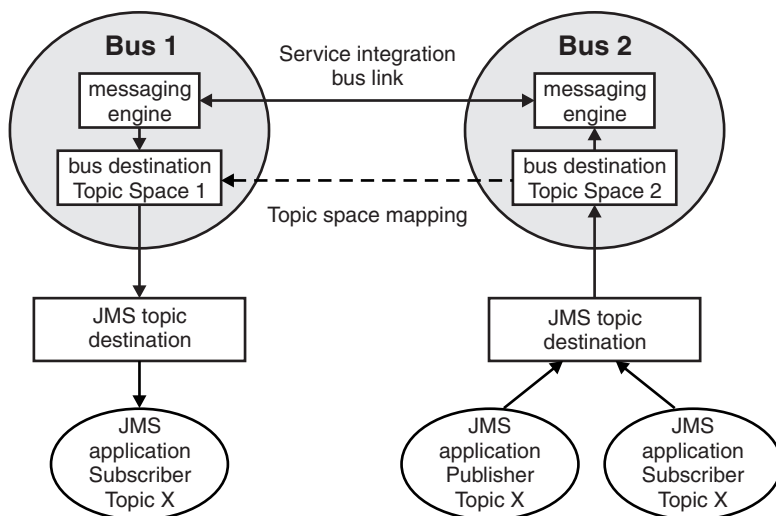 Bus 1
Bus 2
Service integration
bus link
messaging
engine
messaging
engine
bus destination
Topic Space 1
bus destination
Topic Space 2
Topic space mapping
JMS topic
destination
JMS topic
destination
JMS
application
Subscriber
Topic X
JMS
application
Publisher
Topic X
JMS
application
Subscriber
Topic X